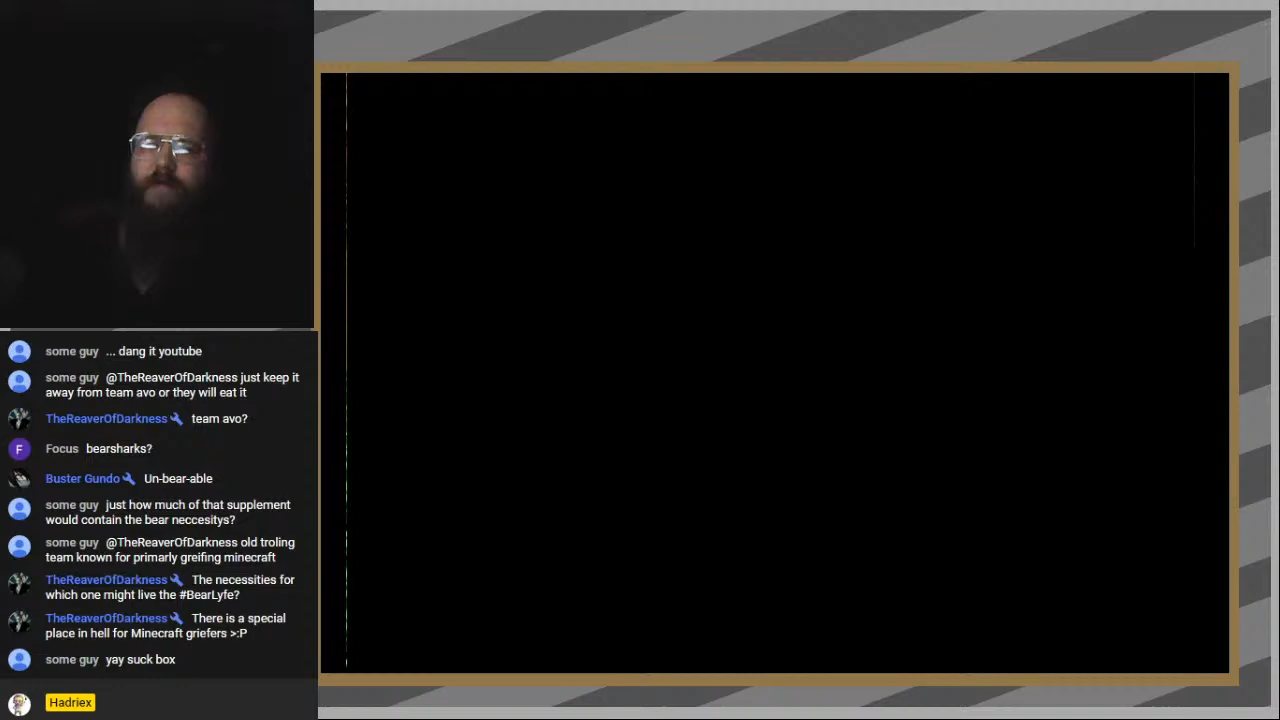 some guy ... dang it youtube
some guy @TheReaverOfDarkness just keep it
away from team avo or they will eat it
TheReaverOfDarkness team avo?
F Focus bearsharks?
Buster Gundo Un-bear-able
some guy just how much of that supplement
would contain the bear neccesitys?
some guy @TheReaverOfDarkness old troling
team known for primarly greifing minecraft
TheReaverOfDarkness The necessities for
which one might live the #BearLyfe?
TheReaverOfDarkness There is a special
place in hell for Minecraft griefers >:P
some guy yay suck box
Hadriex